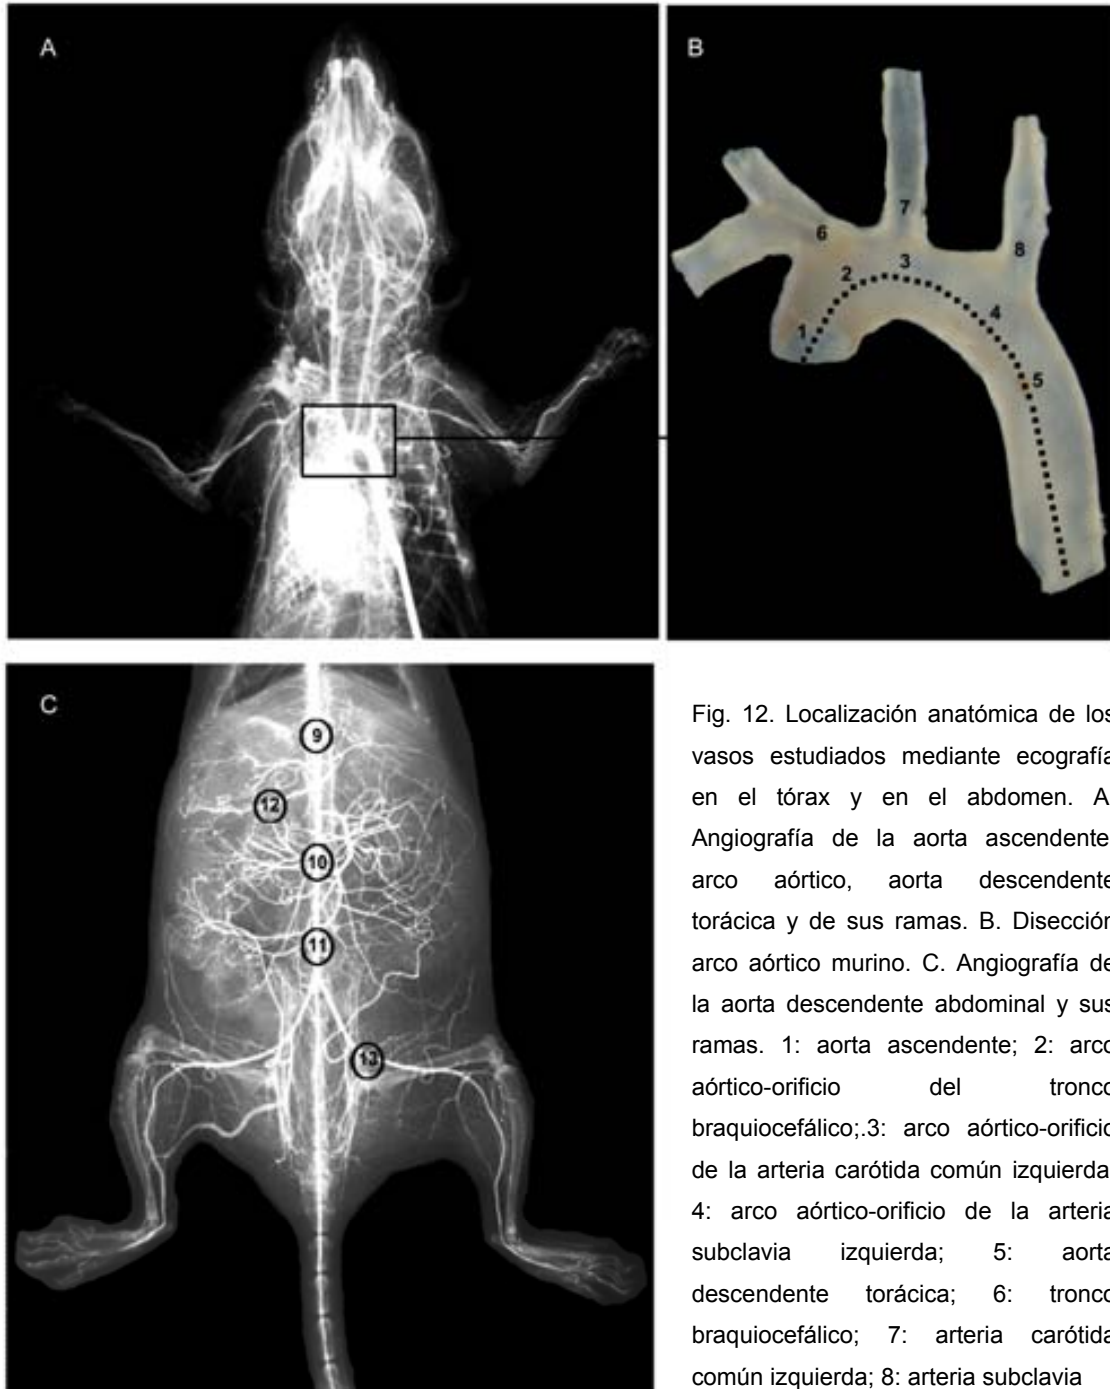 A
B
7
6
8
3
2
4
1
5
C
9
12
10
11
13
Fig. 12. Localización anatómica de los
vasos estudiados mediante ecografía
en el tórax y en el abdomen. A.
Angiografía de la aorta ascendente,
arco aórtico, aorta descendente
torácica y de sus ramas. B. Disección
arco aórtico murino. C. Angiografía de
la aorta descendente abdominal y sus
ramas. 1: aorta ascendente; 2: arco
aórtico-orificio del tronco
braquiocefálico;.3: arco aórtico-orificio
de la arteria carótida común izquierda;
4: arco aórtico-orificio de la arteria
subclavia izquierda; 5: aorta
descendente torácica; 6: tronco
braquiocefálico; 7: arteria carótida
común izquierda; 8: arteria subclavia